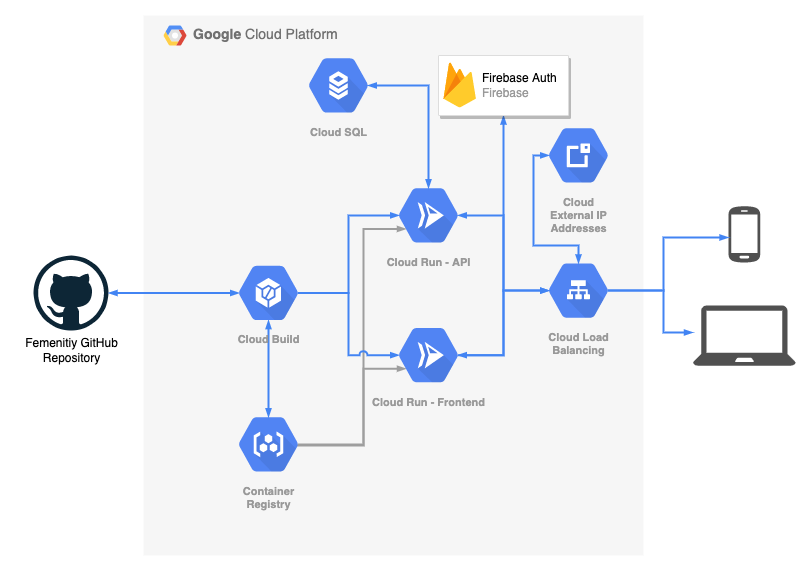 Google Cloud Platform
Firebase Auth
Firebase
Cloud SQL
Cloud
External IP
Addresses
Cloud Run - API
Femenitiy GitHub
Repository
Cloud Build
Cloud Load
Balancing
Cloud Run - Frontend
Container
Registry